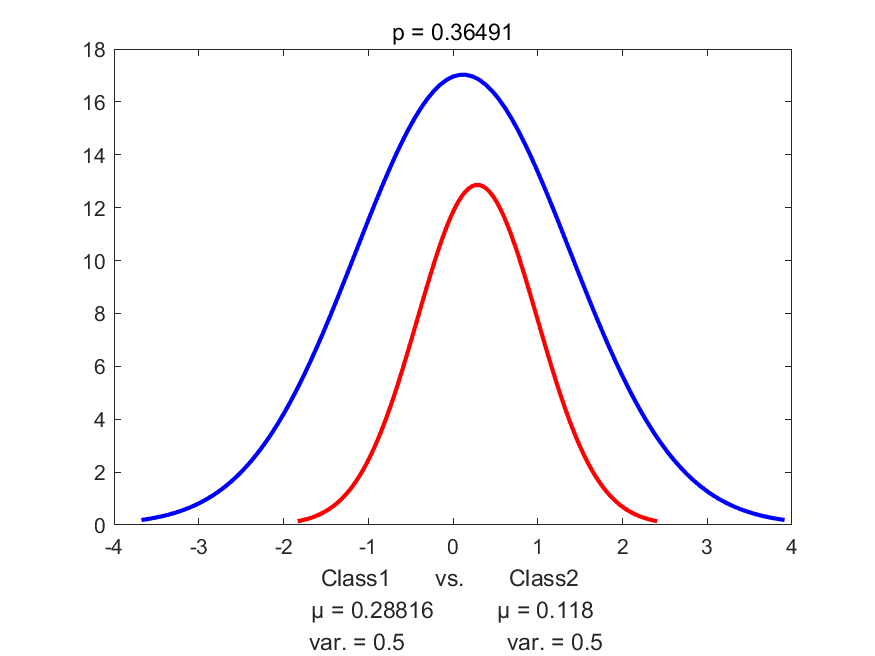 p = 0.36491
18
16
14
12
10
8
6
4
2
0
-4 -3 -2 -1 0 1 2 3 4
Class1 vs. Class2
μ = 0.28816 μ = 0.118
var. = 0.5 var. = 0.5